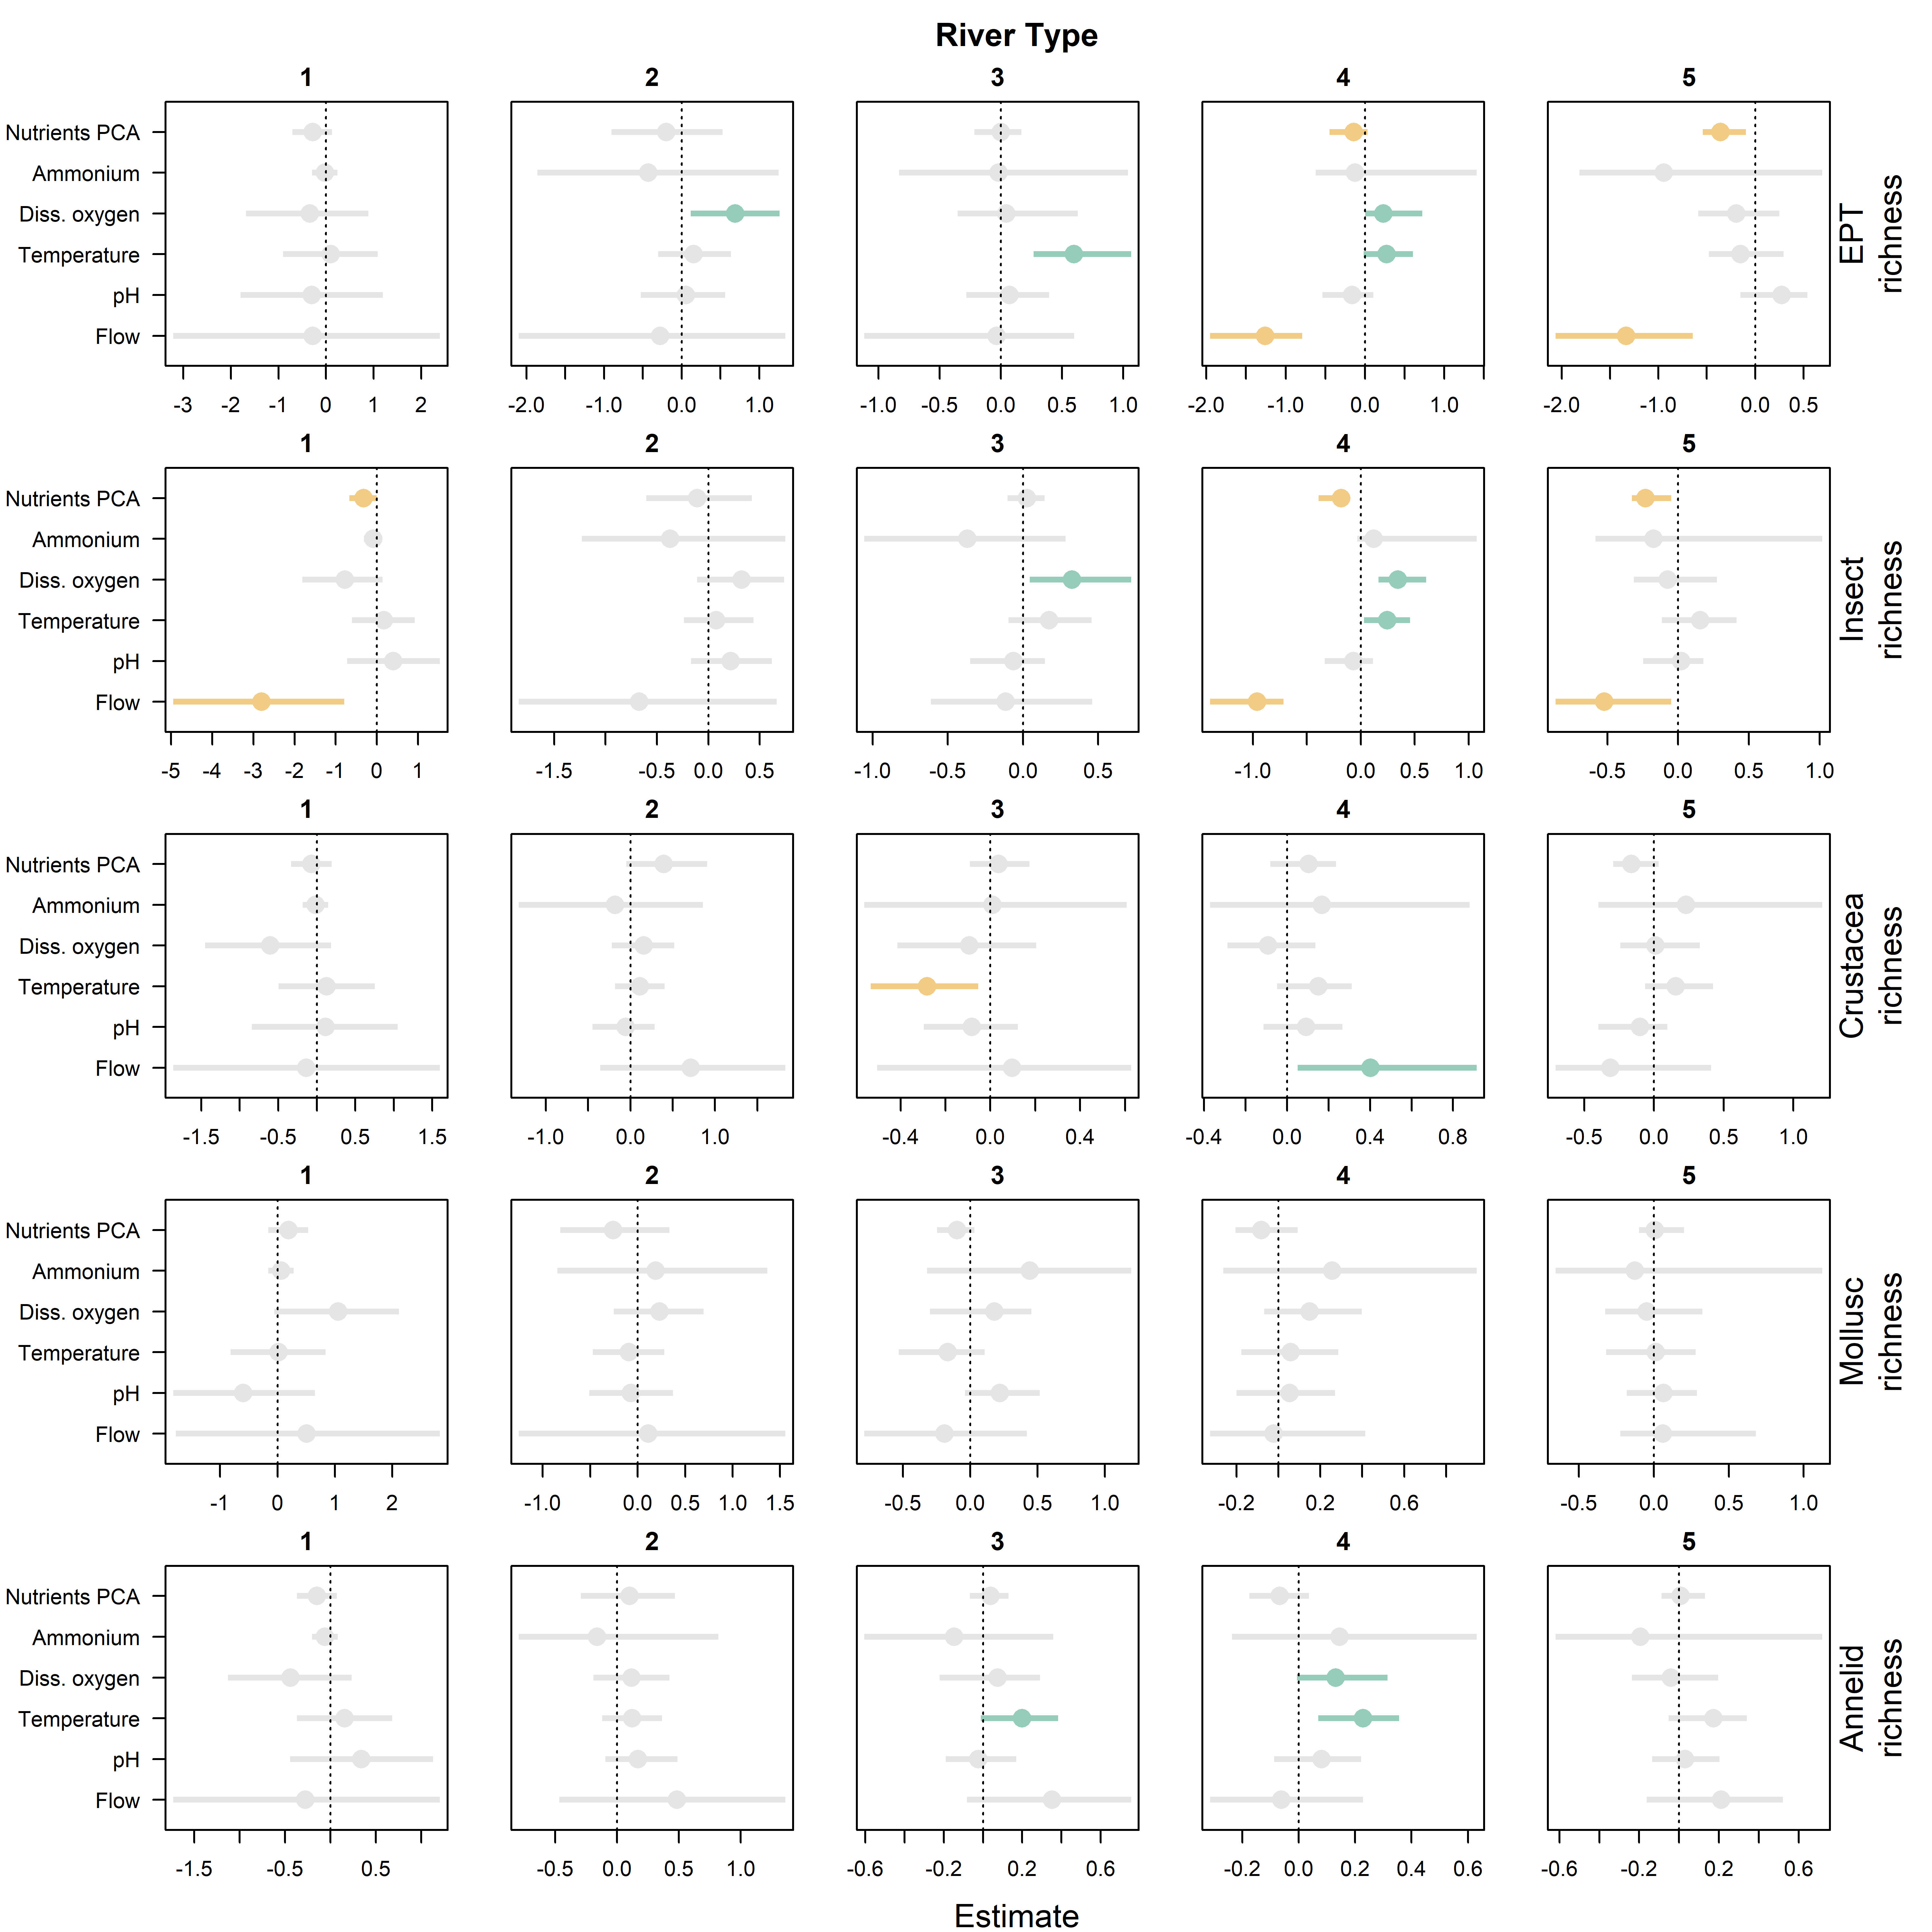 River Type
1 2 3 4 5
Nutrients PCA
Ammonium
Diss. oxygen
Temperature
pH
Flow
-3 -2 -1 0 1 2
-2.0 -1.0 0.0 1.0
-1.0 -0.5 0.0 0.5 1.0
-2.0 -1.0 0.0 1.0
-2.0 -1.0 0.0 0.5
EPT
richness
1 2 3 4 5
Nutrients PCA
Ammonium
Diss. oxygen
Temperature
pH
Flow
-5 -4 -3 -2 -1 0 1
-1.5 -0.5 0.0 0.5
-1.0 -0.5 0.0 0.5
-1.0 0.0 0.5 1.0
-0.5 0.0 0.5 1.0
Insect
richness
1 2 3 4 5
Nutrients PCA
Ammonium
Diss. oxygen
Temperature
pH
Flow
-1.5 -0.5 0.5 1.5
-1.0 0.0 1.0
-0.4 0.0 0.4
-0.4 0.0 0.4 0.8
-0.5 0.0 0.5 1.0
Crustacea
richness
1 2 3 4 5
Nutrients PCA
Ammonium
Diss. oxygen
Temperature
pH
Flow
-1 0 1 2
-1.0 0.0 0.5 1.0 1.5
-0.5 0.0 0.5 1.0
-0.2 0.2 0.6
-0.5 0.0 0.5 1.0
Mollusc
richness
1 2 3 4 5
Nutrients PCA
Ammonium
Diss. oxygen
Temperature
pH
Flow
-1.5 -0.5 0.5
-0.5 0.0 0.5 1.0
-0.6 -0.2 0.2 0.6
-0.2 0.0 0.2 0.4 0.6
-0.6 -0.2 0.2 0.6
Annelid
richness
Estimate